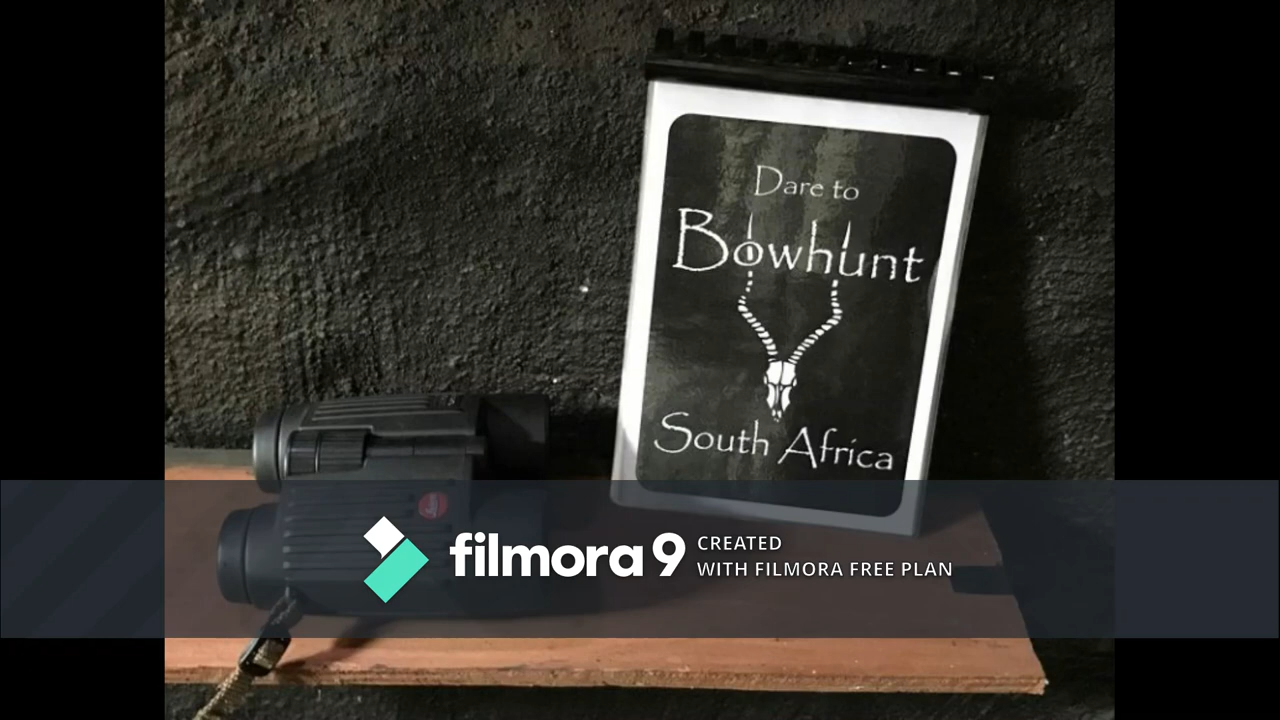 Dare to
Bowhunt
South Africa
filmora 9
CREATED
WITH FILMORA FREE PLAN